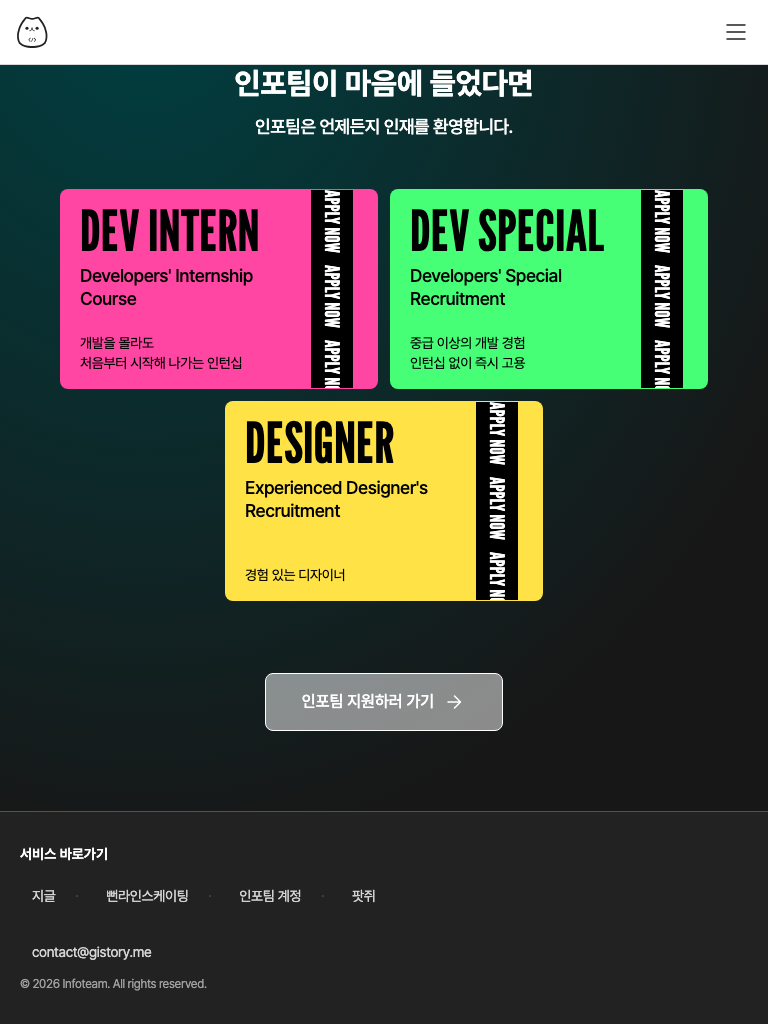 인포팀이 마음에 들었다면
인포팀은 언제든지 인재를 환영합니다.
DEV INTERN
Developers' Internship
Course
개발을 몰라도
처음부터 시작해 나가는 인턴십
APPLY NOW APPLY NOW APPLY NO
DEV SPECIAL
Developers' Special
Recruitment
중급 이상의 개발 경험
인턴십 없이 즉시 고용
APPLY NOW APPLY NOW APPLY NO
DESIGNER
Experienced Designer's
Recruitment
경험 있는 디자이너
APPLY NOW APPLY NOW APPLY NO
인포팀 지원하러 가기 →
서비스 바로가기
지글 · 뻔라인스케이팅 · 인포팀 계정 · 팟쥐
contact@gistory.me
© 2026 Infoteam. All rights reserved.